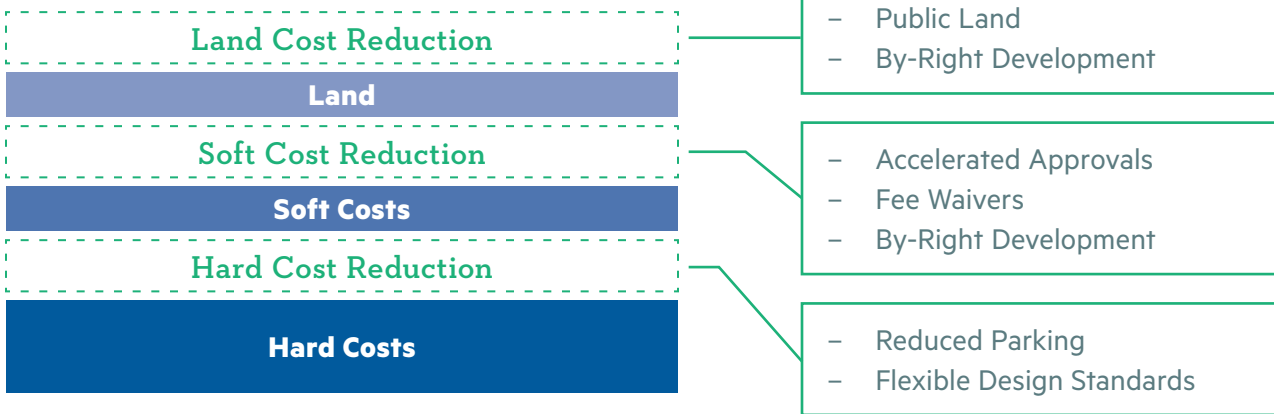 Land Cost Reduction
Land
Soft Cost Reduction
Soft Costs
Hard Cost Reduction
Hard Costs
– Public Land
– By-Right Development
– Accelerated Approvals
– Fee Waivers
– By-Right Development
– Reduced Parking
– Flexible Design Standards